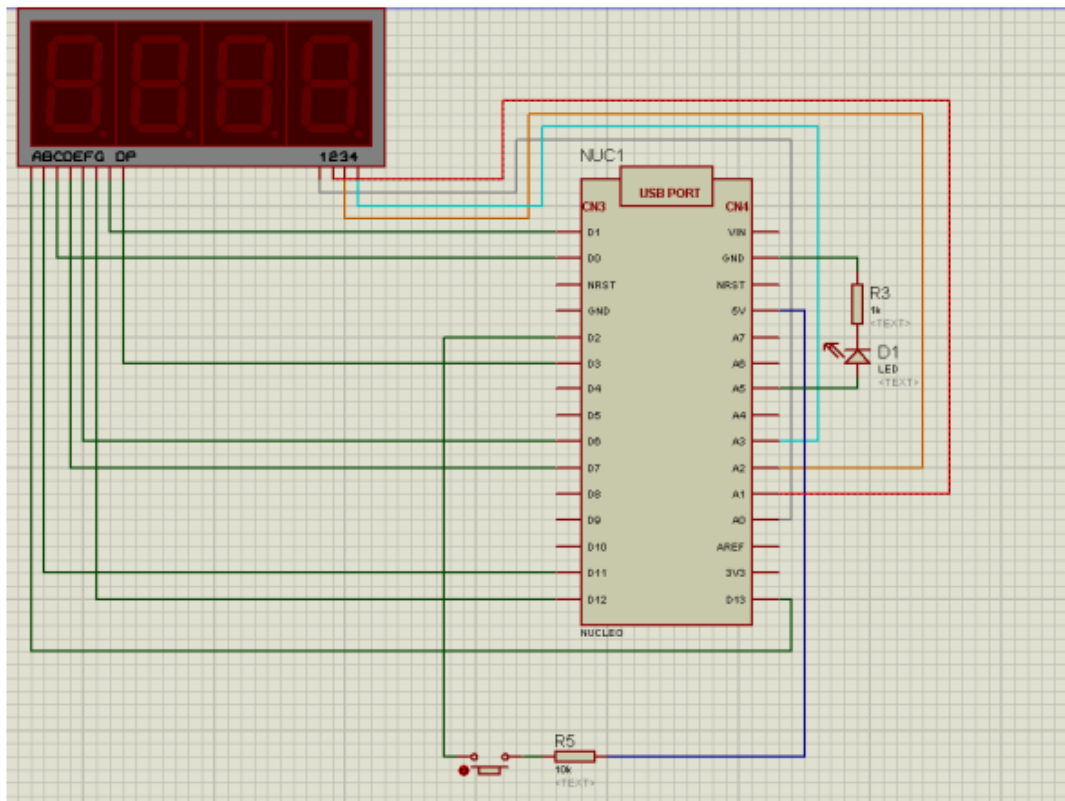 ABCDEFG DP 1234
NUC1
USB PORT
CN3 CN4
D1 VIN
D0 GND
NRST NRST
GND 5V
D2 A7
D3 A6
D4 A5
D5 A4
D6 A3
D7 A2
D8 A1
D9 A0
D10 AREF
D11 3V3
D12 D13
NUCLEO
R3
1k
<TEXT>
D1
LED
<TEXT>
R5
10k
<TEXT>